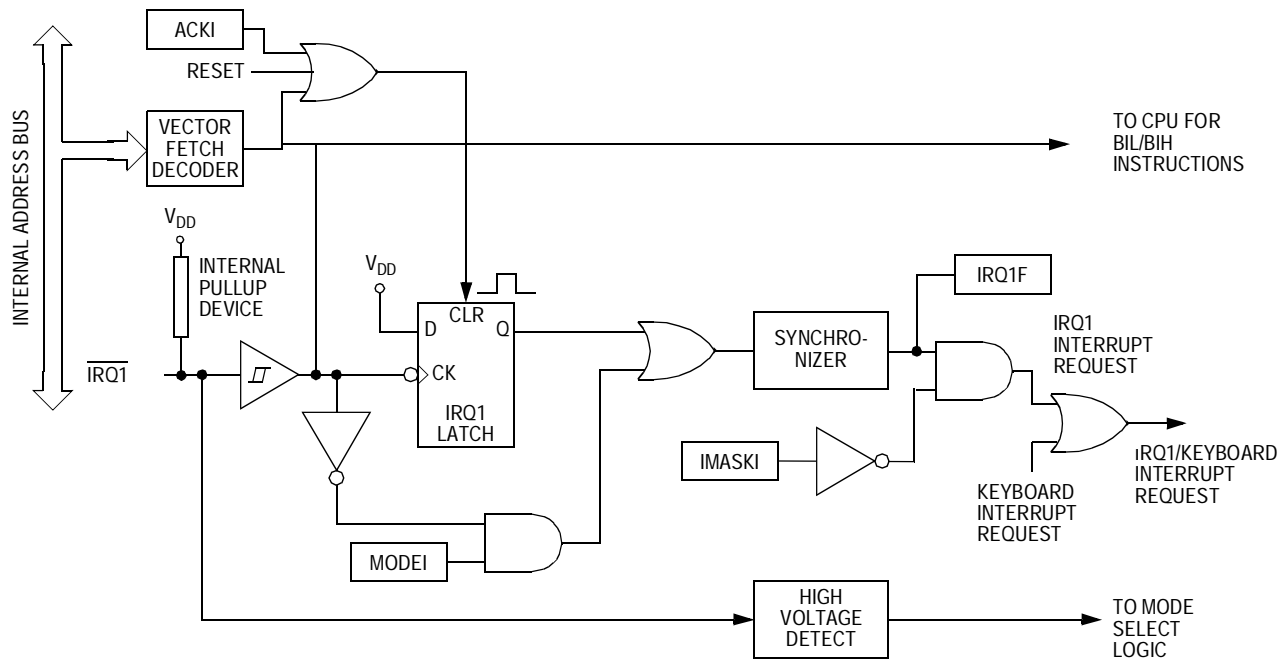 ACKI
RESET
INTERNAL ADDRESS BUS
VECTOR
FETCH
DECODER
TO CPU FOR
BIL/BIH
INSTRUCTIONS
VDD
INTERNAL
PULLUP
DEVICE
VDD
IRQ1F
CLR
D
Q
SYNCHRO-
NIZER
IRQ1
INTERRUPT
REQUEST
IRQ1
CK
IRQ1
LATCH
IMASKI
IRQ1/KEYBOARD
INTERRUPT
REQUEST
KEYBOARD
INTERRUPT
REQUEST
MODEI
HIGH
VOLTAGE
DETECT
TO MODE
SELECT
LOGIC